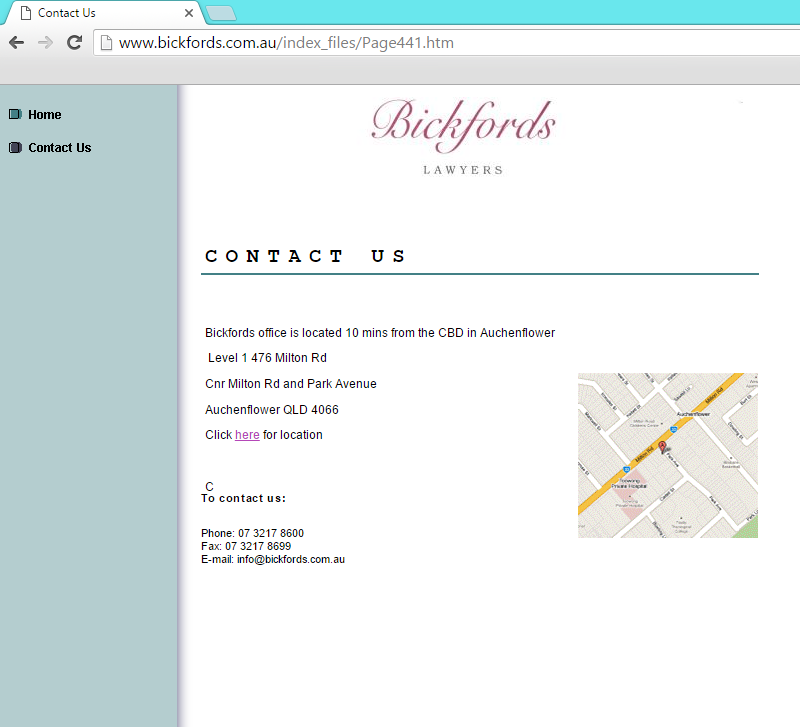 Contact Us
www.bickfords.com.au/index_files/Page441.htm
Home
Contact Us
Bickfords
LAWYERS
CONTACT US
Bickfords office is located 10 mins from the CBD in Auchenflower
Level 1 476 Milton Rd
Cnr Milton Rd and Park Avenue
Auchenflower QLD 4066
Click here for location
Auchenflower
Milton Rd
Milton Rd
Park Ave
Toowong
Private Hospital
C
To contact us:
Phone: 07 3217 8600
Fax: 07 3217 8699
E-mail: info@bickfords.com.au